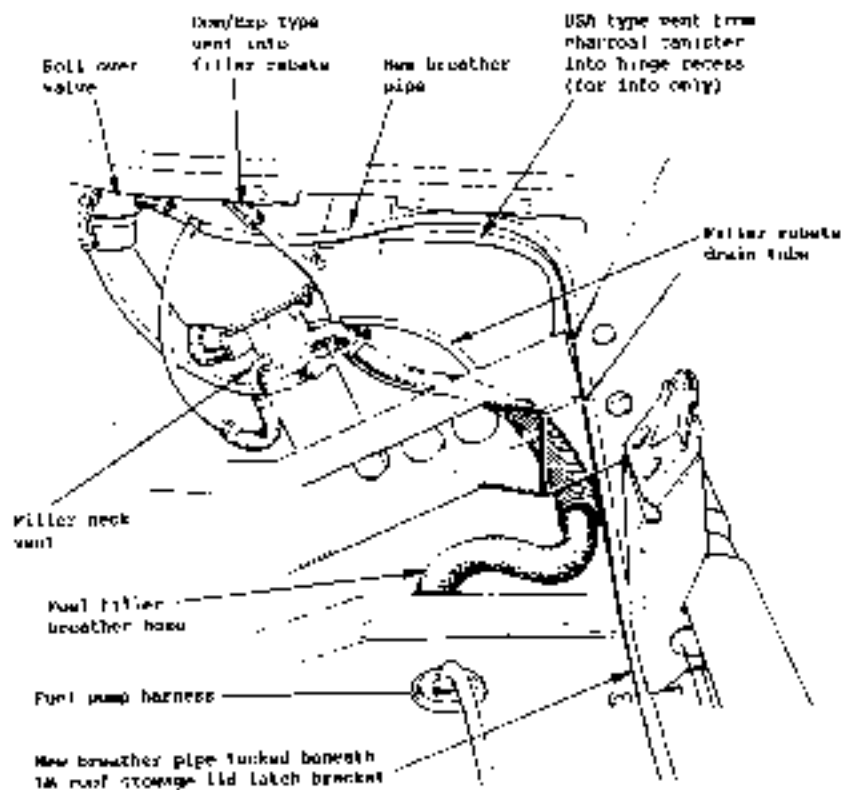 Roll over
valve
Dom/Exp type
vent into
filler rebate
New breather
pipe
USA type vent from
charcoal canister
into hinge recess
(for info only)
Filler rebate
drain tube
Filler neck
vent
Fuel filler
breather hose
Fuel pump harness
New breather pipe tucked beneath
LH roof stowage lid latch bracket